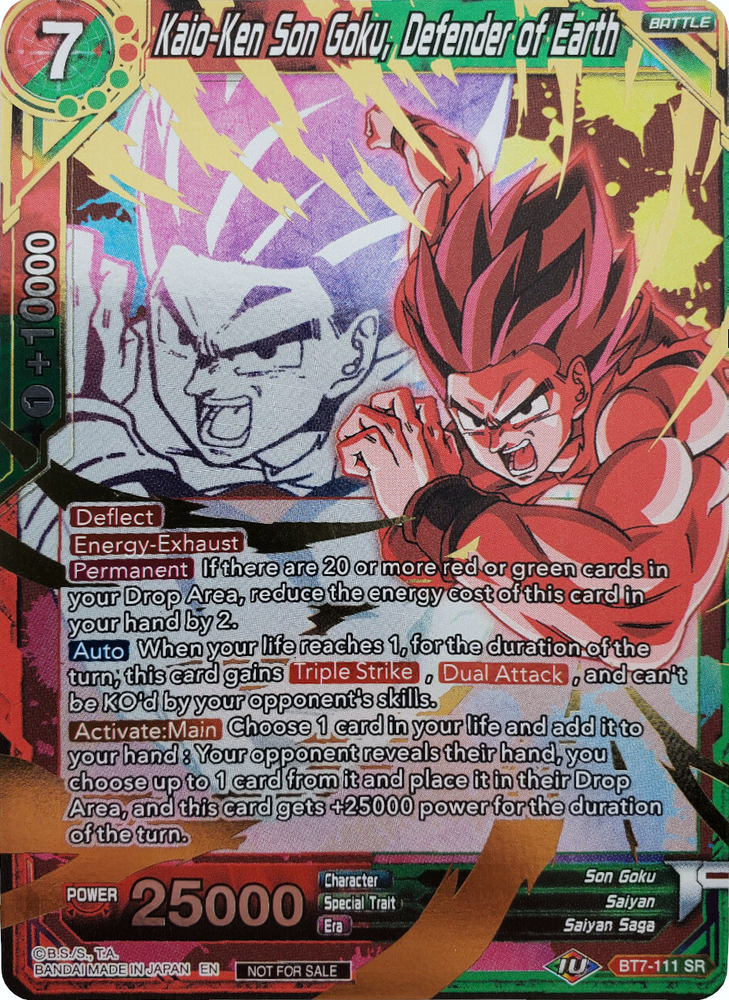 7
Kaio-Ken Son Goku, Defender of Earth
BATTLE
1 +10000
Deflect
Energy-Exhaust
Permanent If there are 20 or more red or green cards in
your Drop Area, reduce the energy cost of this card in
your hand by 2.
Auto When your life reaches 1, for the duration of the
turn, this card gains Triple Strike , Dual Attack , and can't
be KO'd by your opponent's skills.
Activate:Main Choose 1 card in your life and add it to
your hand : Your opponent reveals their hand, you
choose up to 1 card from it and place it in their Drop
Area, and this card gets +25000 power for the duration
of the turn.
POWER 25000
Character Son Goku
Special Trait Saiyan
Era Saiyan Saga
©B.S./S., T.A.
BANDAI MADE IN JAPAN EN NOT FOR SALE
1U BT7-111 SR